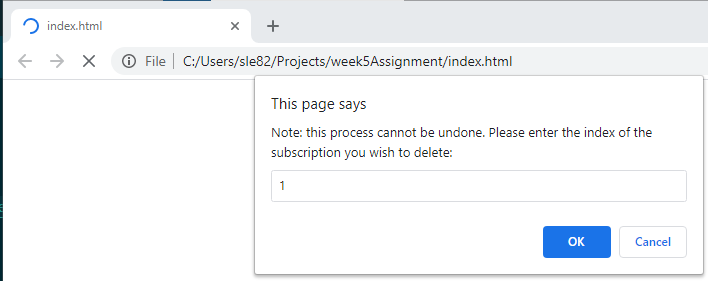 index.html
File C:/Users/sle82/Projects/week5Assignment/index.html
This page says
Note: this process cannot be undone. Please enter the index of the
subscription you wish to delete:
1
OK Cancel